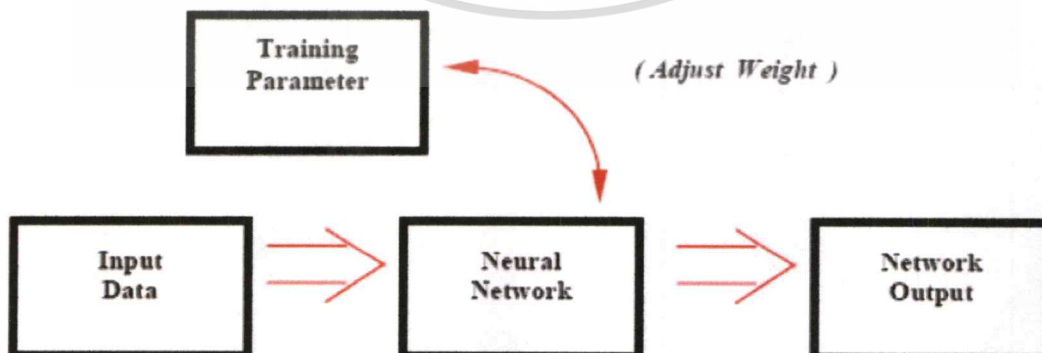 Training
Parameter
( Adjust Weight )
Input
Data
Neural
Network
Network
Output